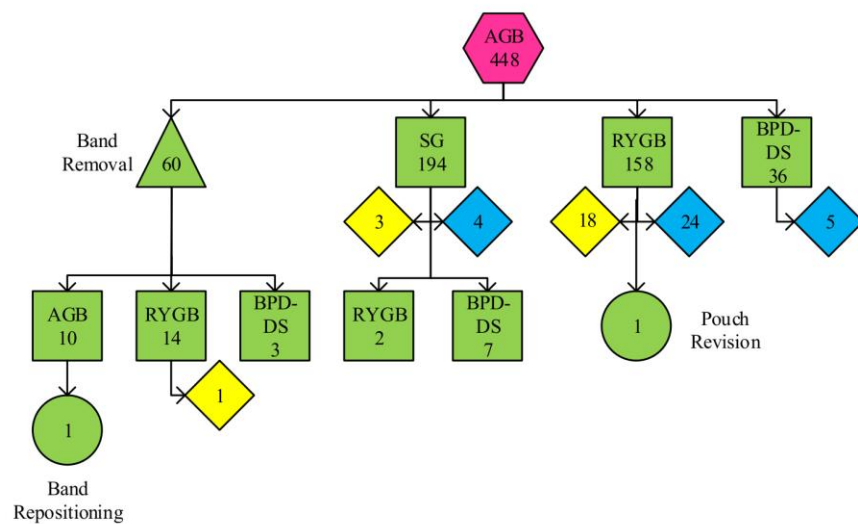 AGB
448
Band
Removal
60
SG
194
RYGB
158
BPD-
DS
36
3
4
18
24
5
AGB
10
RYGB
14
BPD-
DS
3
RYGB
2
BPD-
DS
7
1
Pouch
Revision
1
1
Band
Repositioning